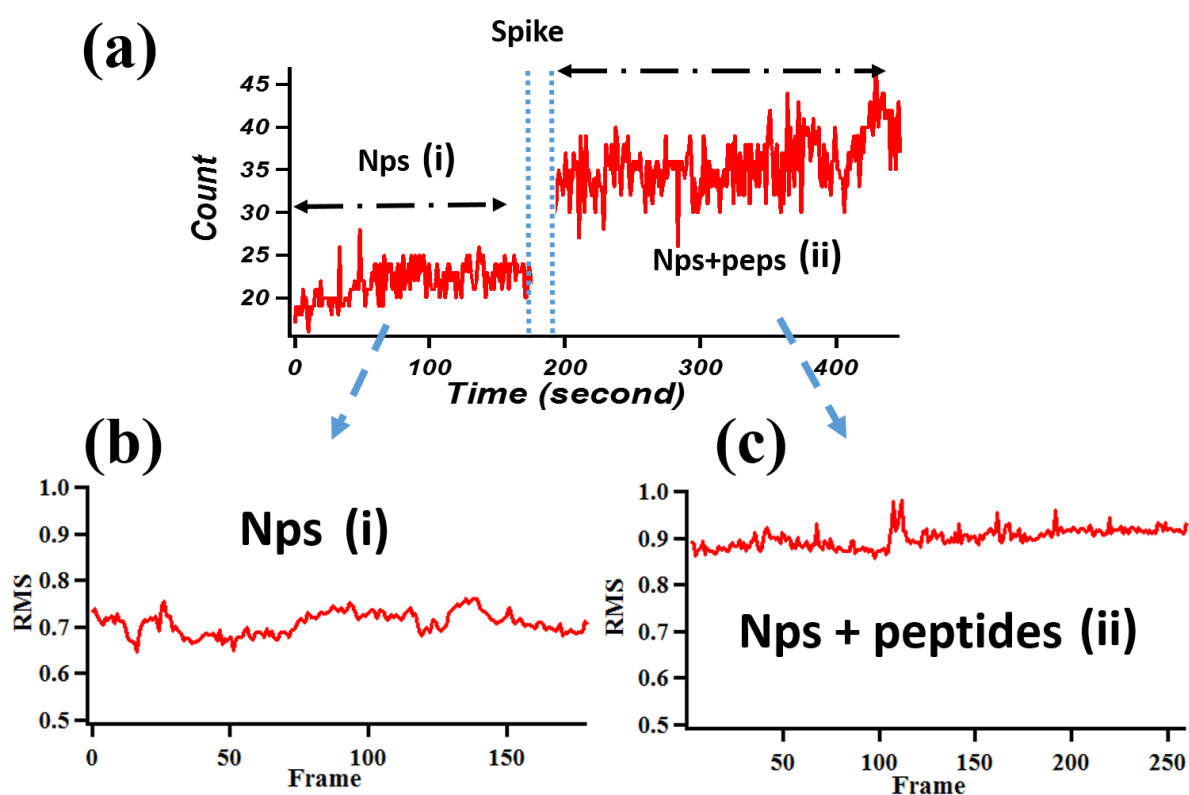 (a)
Spike
Count
45
40
35
30
25
20
Nps (i)
Nps+peps (ii)
0
100
200
300
400
Time (second)
(b)
RMS
1.0
0.9
0.8
0.7
0.6
0.5
Nps (i)
0
50
100
150
Frame
(c)
RMS
1.0
0.9
0.8
0.7
0.6
0.5
Nps + peptides (ii)
50
100
150
200
250
Frame